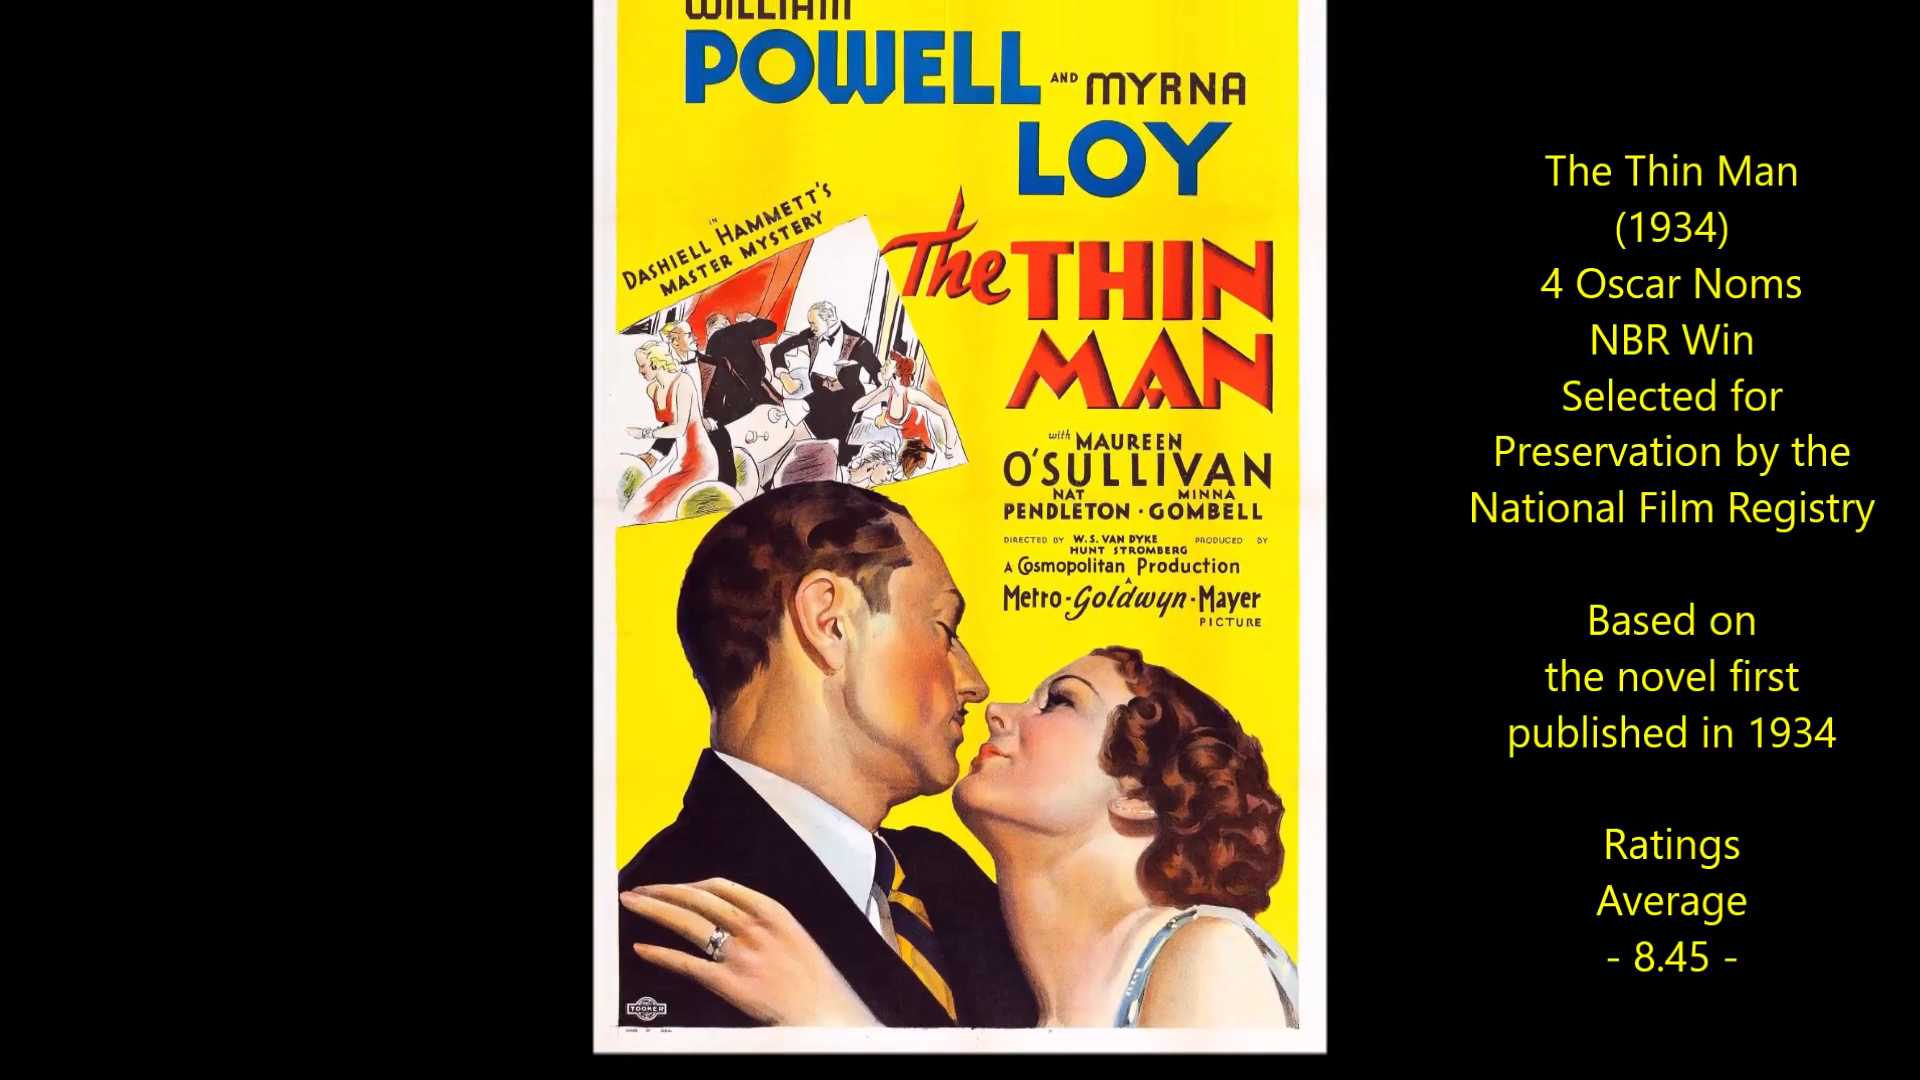 WILLIAM
POWELL AND MYRNA
LOY
IN
DASHIELL HAMMETT'S
MASTER MYSTERY
The THIN
MAN
with MAUREEN
O'SULLIVAN
NAT MINNA
PENDLETON · GOMBELL
DIRECTED BY W.S. VAN DYKE PRODUCED BY
HUNT STROMBERG
A Cosmopolitan Production
A
Metro-Goldwyn-Mayer
PICTURE
TOOKER
The Thin Man
(1934)
4 Oscar Noms
NBR Win
Selected for
Preservation by the
National Film Registry
Based on
the novel first
published in 1934
Ratings
Average
- 8.45 -